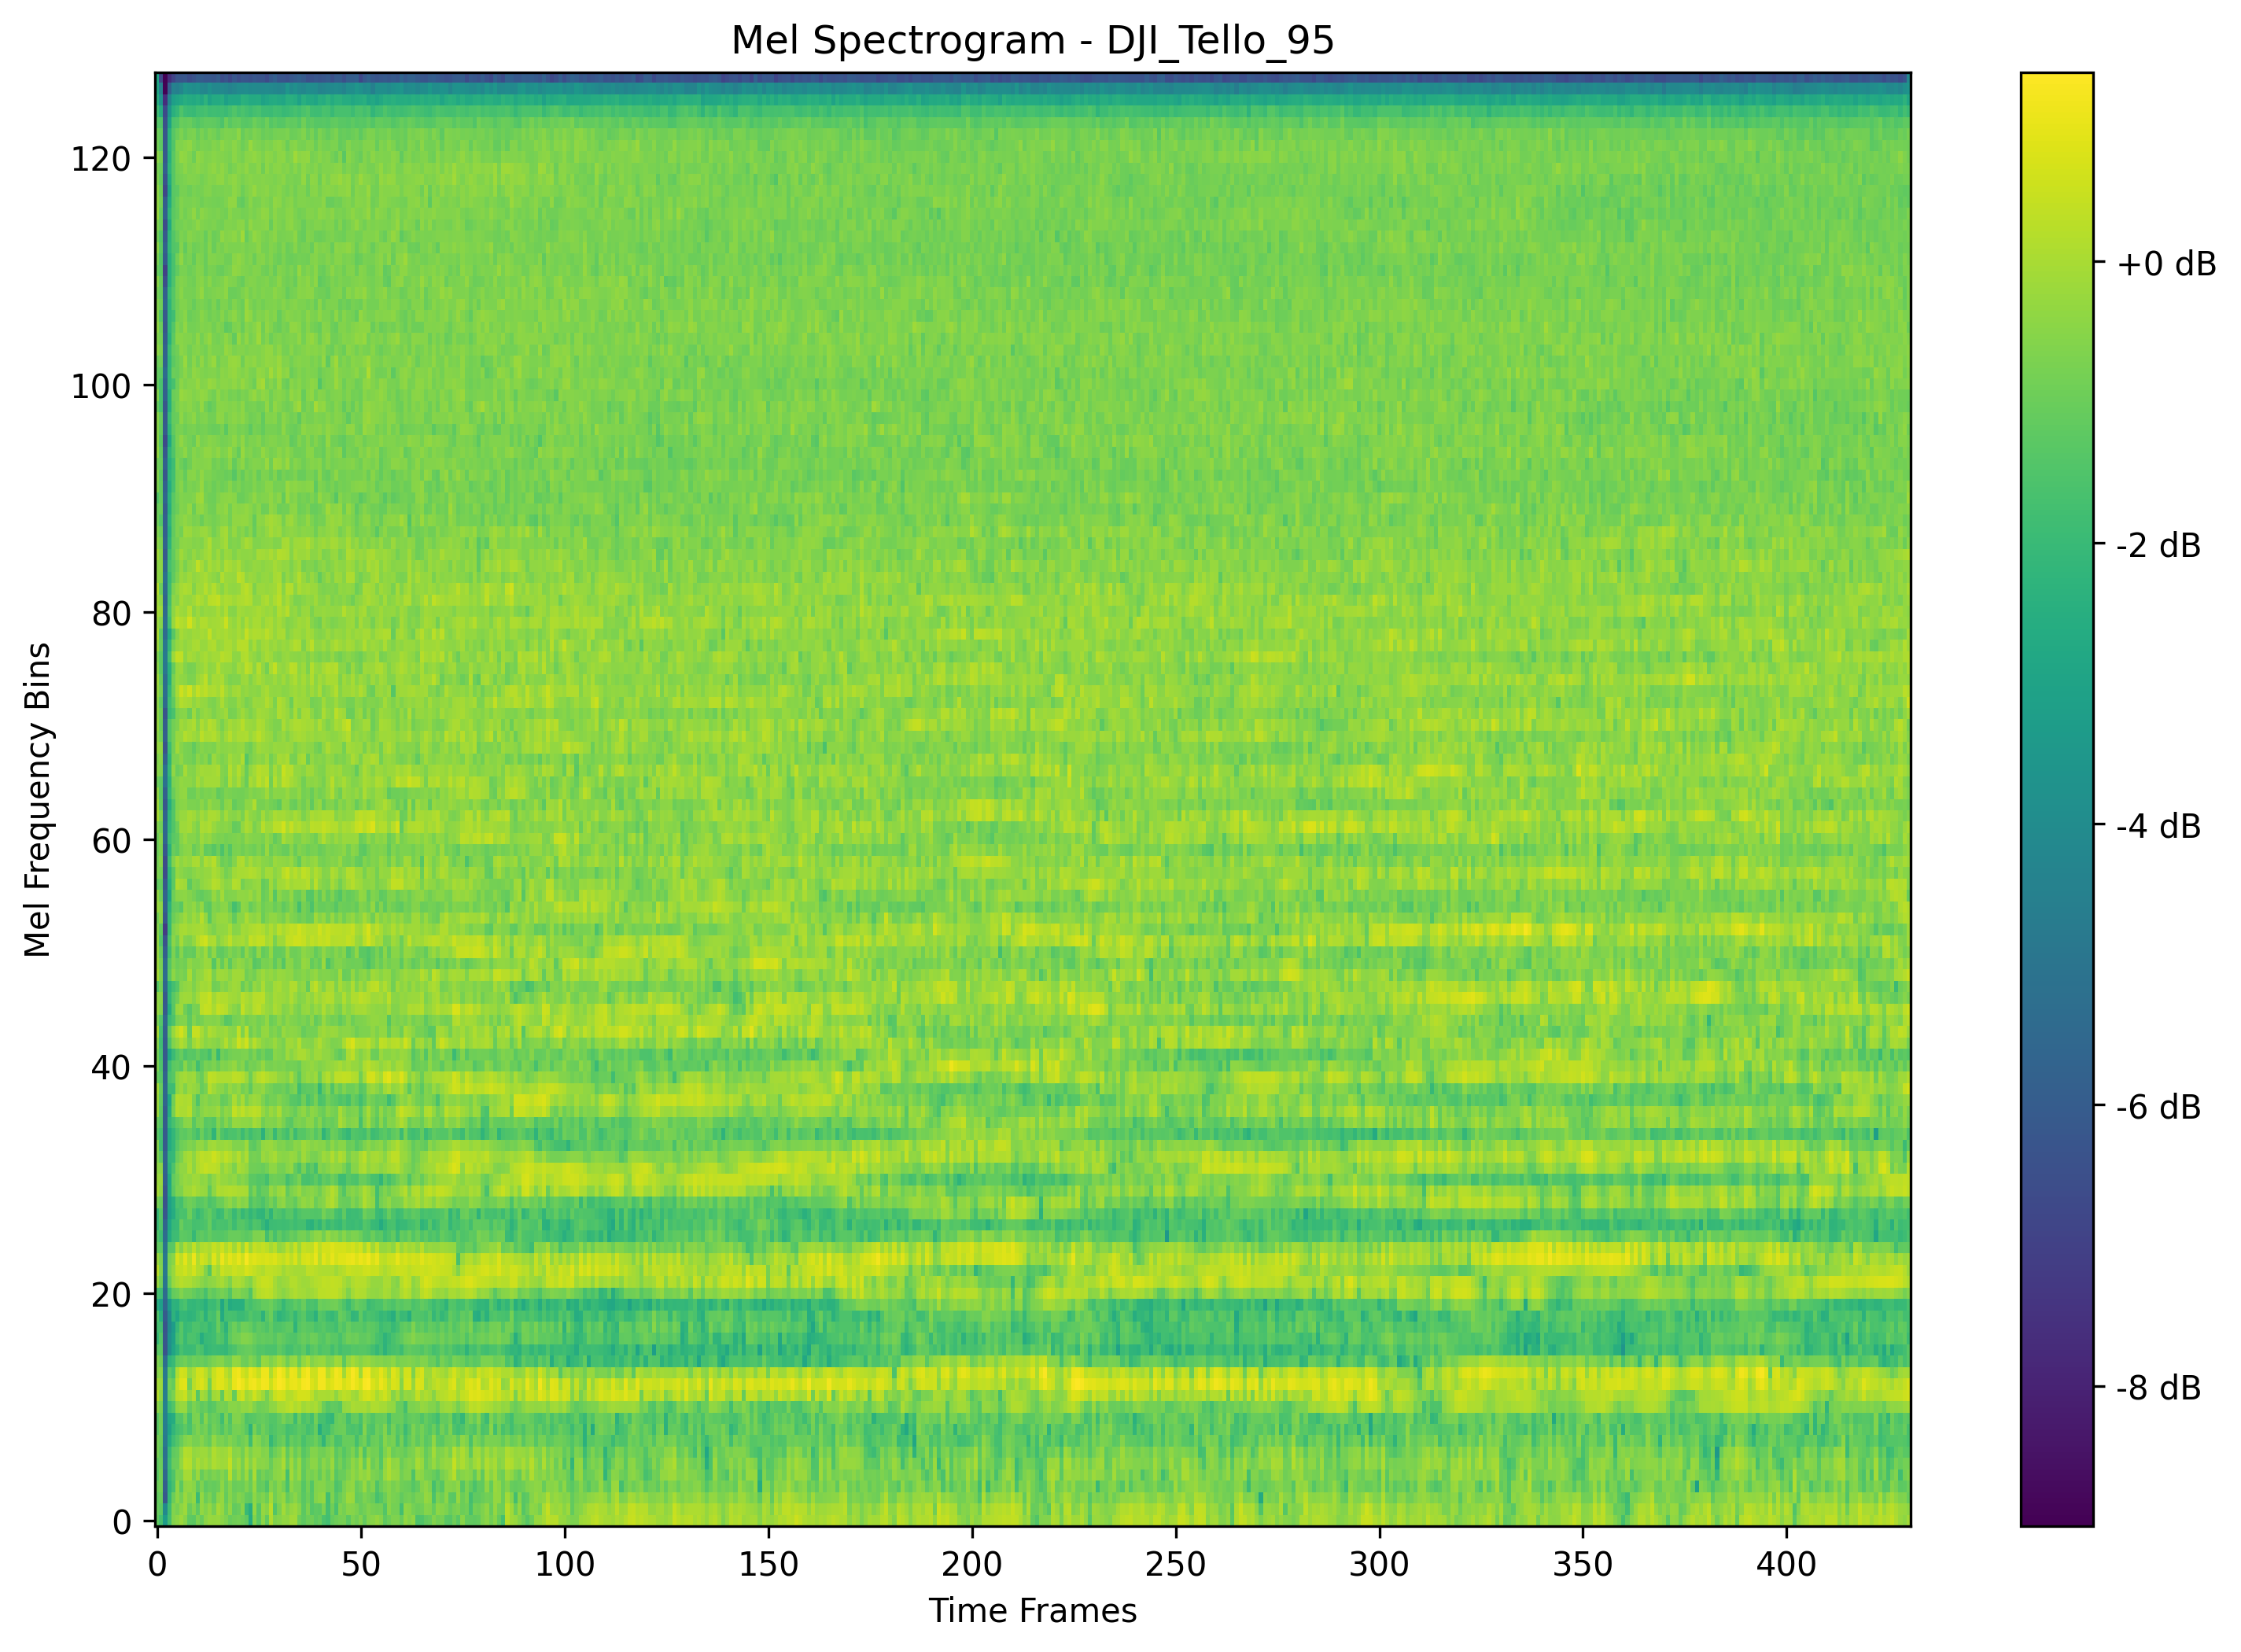 Mel Spectrogram - DJI_Tello_95
Mel Frequency Bins
120
100
80
60
40
20
0
0 50 100 150 200 250 300 350 400
Time Frames
+0 dB
-2 dB
-4 dB
-6 dB
-8 dB